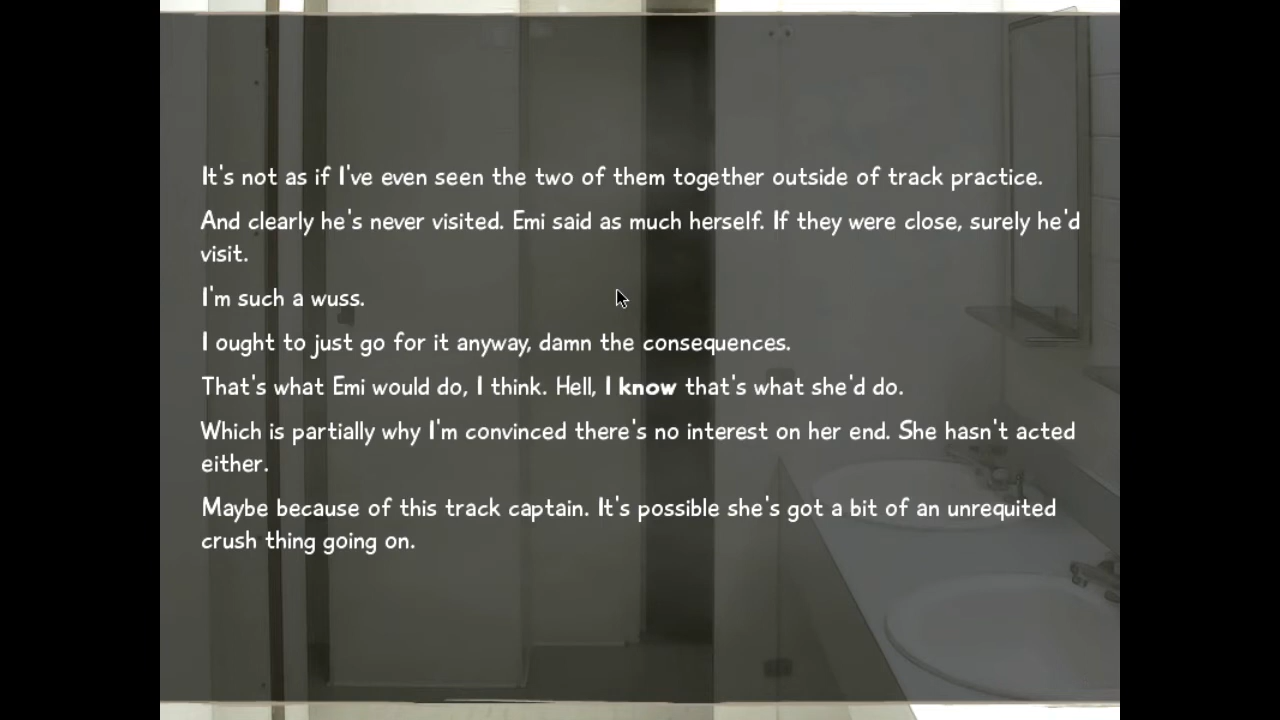 It's not as if I've even seen the two of them together outside of track practice.
And clearly he's never visited. Emi said as much herself. If they were close, surely he'd
visit.
I'm such a wuss.
I ought to just go for it anyway, damn the consequences.
That's what Emi would do, I think. Hell, I know that's what she'd do.
Which is partially why I'm convinced there's no interest on her end. She hasn't acted
either.
Maybe because of this track captain. It's possible she's got a bit of an unrequited
crush thing going on.